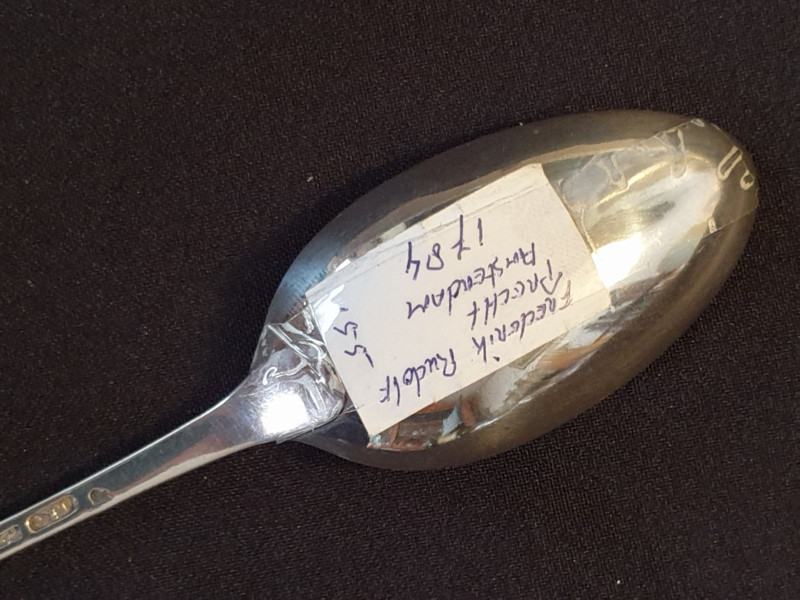 Frederik Rudolf
Precht
Amsterdam
1784